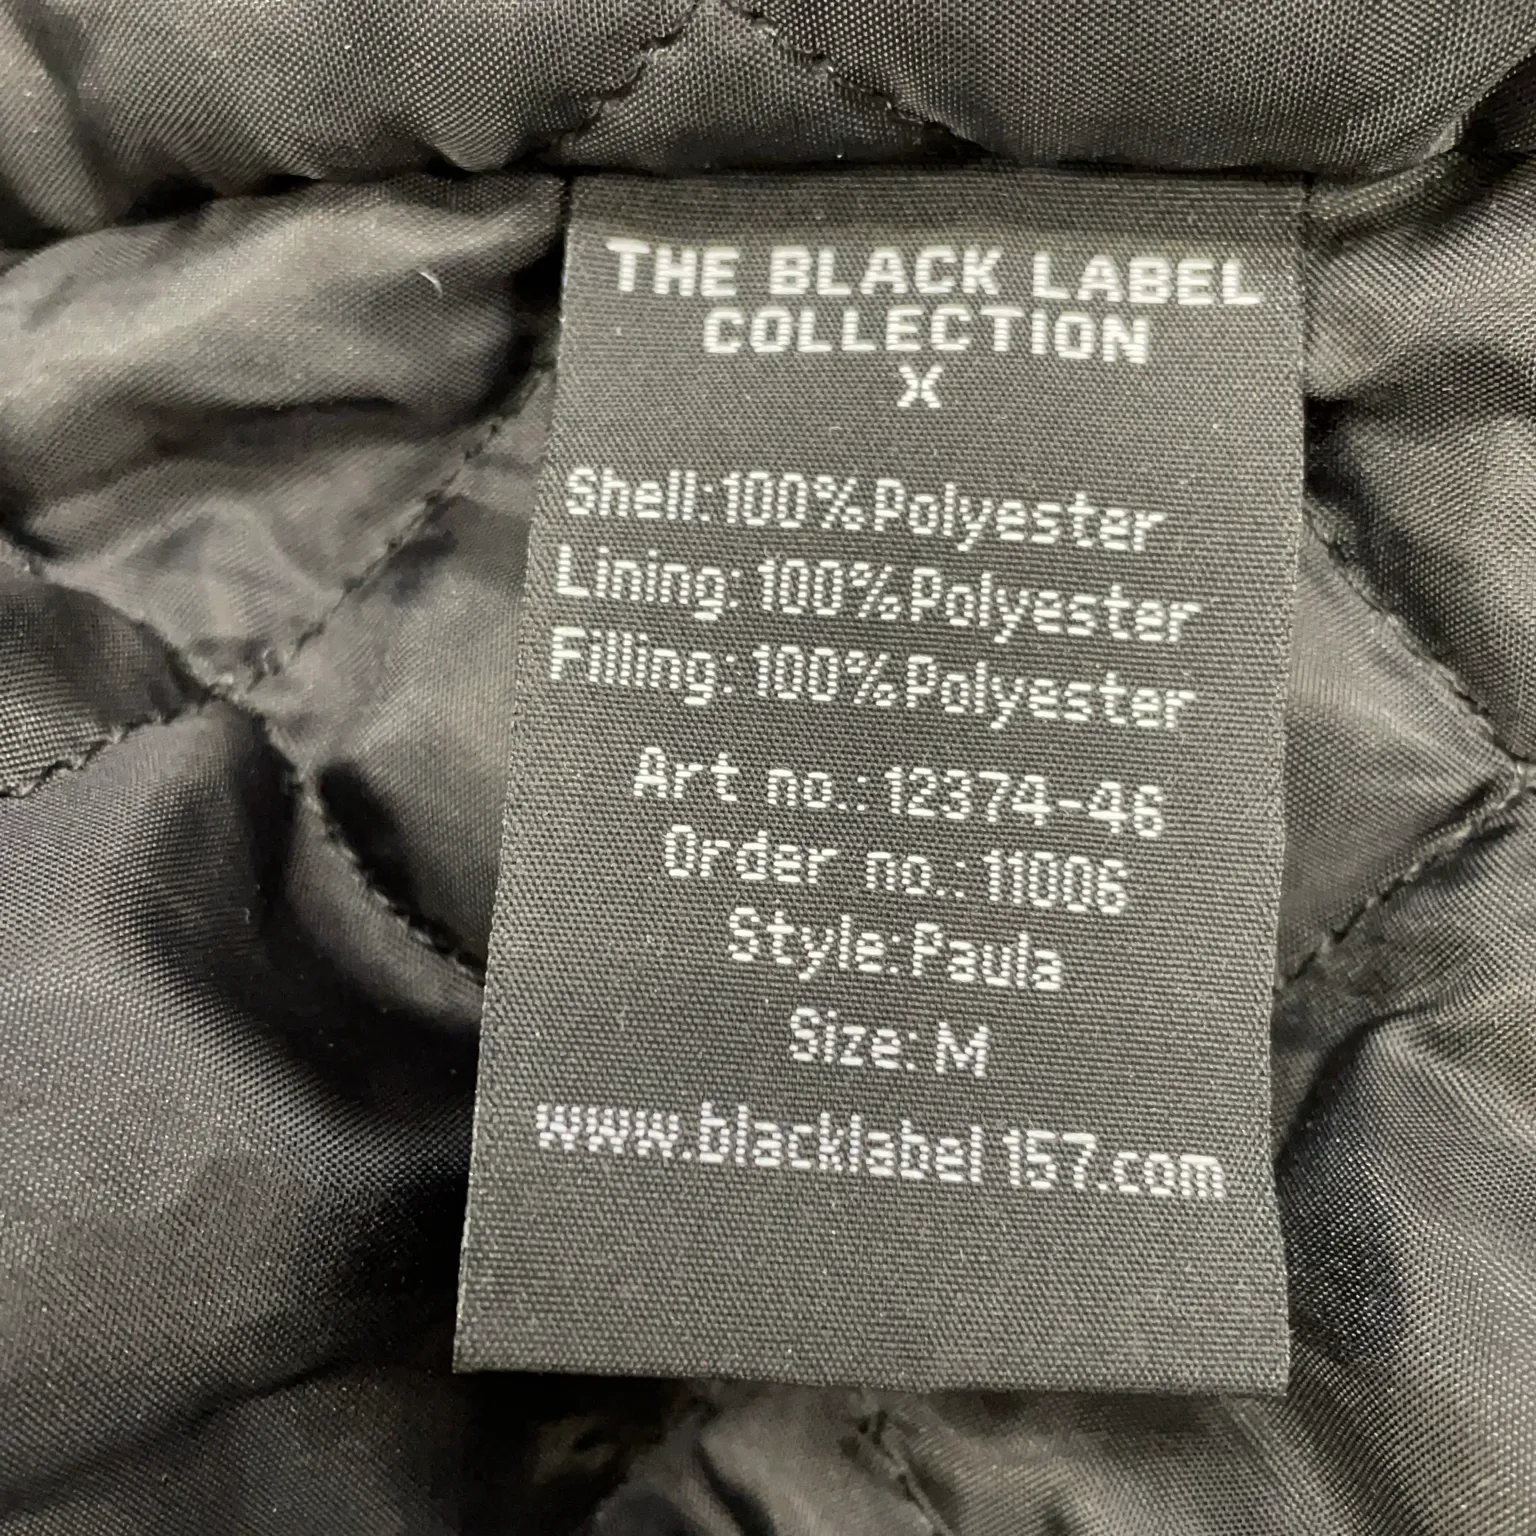 THE BLACK LABEL
COLLECTION
X
Shell:100%Polyester
Lining: 100%Polyester
Filling: 100%Polyester
Art no.: 12374-46
Order no.: 11006
Style: Paula
Size: M
www.blacklabel157.com